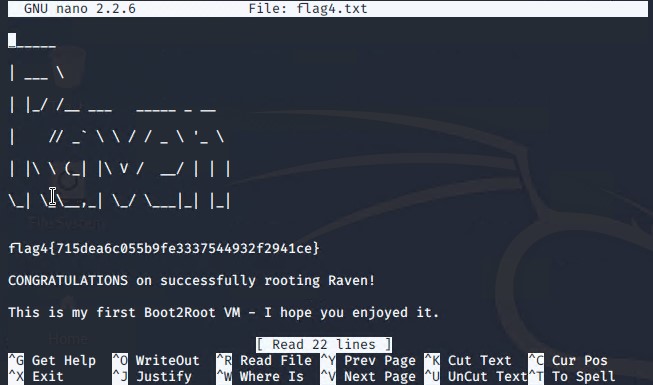 GNU nano 2.2.6 File: flag4.txt
______
| ___ \
| |_/ /__ ___   _____ _ __
|    // _` \ \ / / _ \ '_ \
| |\ \ (_| |\ V /  __/ | | |
\_| \_\__,_| \_/ \___|_| |_|
flag4{715dea6c055b9fe3337544932f2941ce}
CONGRATULATIONS on successfully rooting Raven!
This is my first Boot2Root VM - I hope you enjoyed it.
[ Read 22 lines ]
^G Get Help ^O WriteOut ^R Read File ^Y Prev Page ^K Cut Text ^C Cur Pos
^X Exit ^J Justify ^W Where Is ^V Next Page ^U UnCut Text ^T To Spell